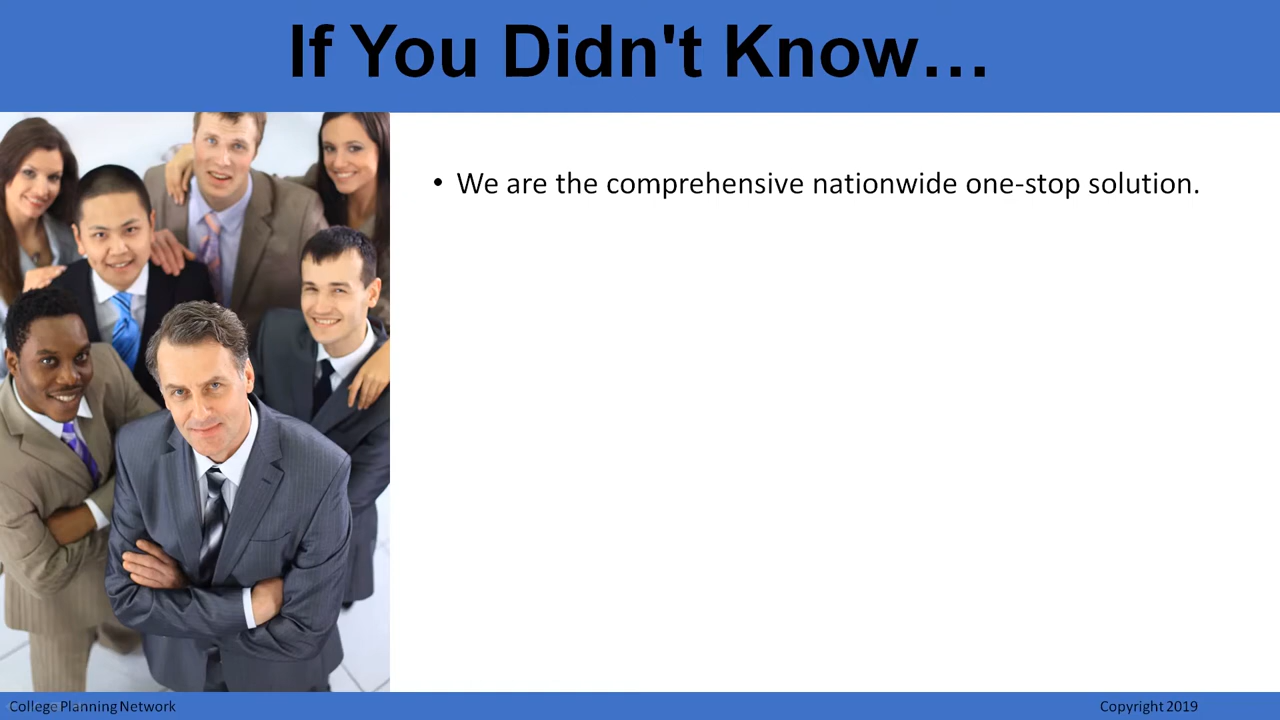 If You Didn't Know…
• We are the comprehensive nationwide one-stop solution.
College Planning Network
Copyright 2019